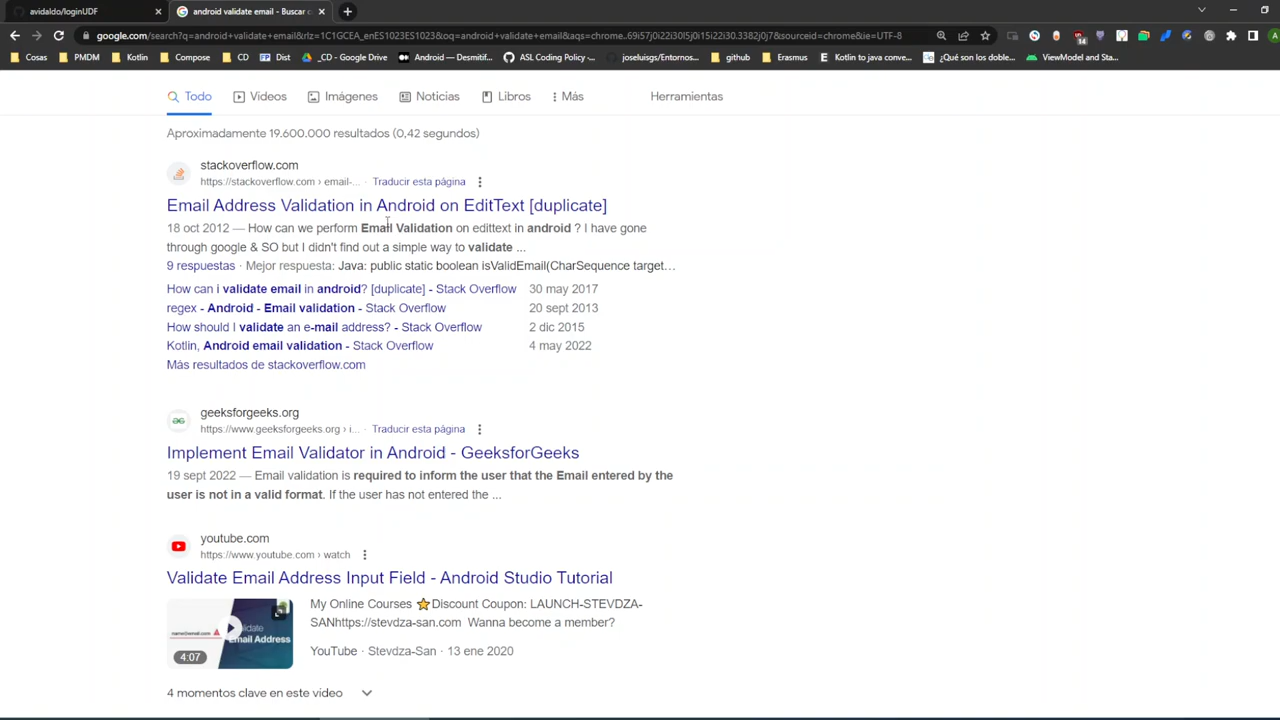 avidaldo/loginUDF
android validate email - Buscar c
google.com/search?q=android+validate+email&rlz=1C1GCEA_enES1023ES1023&oq=android+validate+email&aqs=chrome..69i57j0i22i30l5j0i15i22i30.3382j0j7&sourceid=chrome&ie=UTF-8
14
Cosas PMDM Kotlin Compose CD Dist _CD - Google Drive Android — Desmitif... ASL Coding Policy -... joseluisgs/Entornos... github Erasmus Kotlin to java conve... ¿Qué son los doble... ViewModel and Sta...
Todo Videos Imágenes Noticias Libros Más Herramientas
Aproximadamente 19.600.000 resultados (0,42 segundos)
stackoverflow.com
https://stackoverflow.com › email-... · Traducir esta página
Email Address Validation in Android on EditText [duplicate]
18 oct 2012 — How can we perform Email Validation on edittext in android ? I have gone
through google & SO but I didn't find out a simple way to validate ...
9 respuestas · Mejor respuesta: Java: public static boolean isValidEmail(CharSequence target...
How can i validate email in android? [duplicate] - Stack Overflow 30 may 2017
regex - Android - Email validation - Stack Overflow 20 sept 2013
How should I validate an e-mail address? - Stack Overflow 2 dic 2015
Kotlin, Android email validation - Stack Overflow 4 may 2022
Más resultados de stackoverflow.com
geeksforgeeks.org
https://www.geeksforgeeks.org › i... · Traducir esta página
Implement Email Validator in Android - GeeksforGeeks
19 sept 2022 — Email validation is required to inform the user that the Email entered by the
user is not in a valid format. If the user has not entered the ...
youtube.com
https://www.youtube.com › watch
Validate Email Address Input Field - Android Studio Tutorial
My Online Courses ⭐Discount Coupon: LAUNCH-STEVDZA-
SANhttps://stevdza-san.com Wanna become a member?
name@email.com
Email Address
4:07
YouTube · Stevdza-San · 13 ene 2020
4 momentos clave en este video